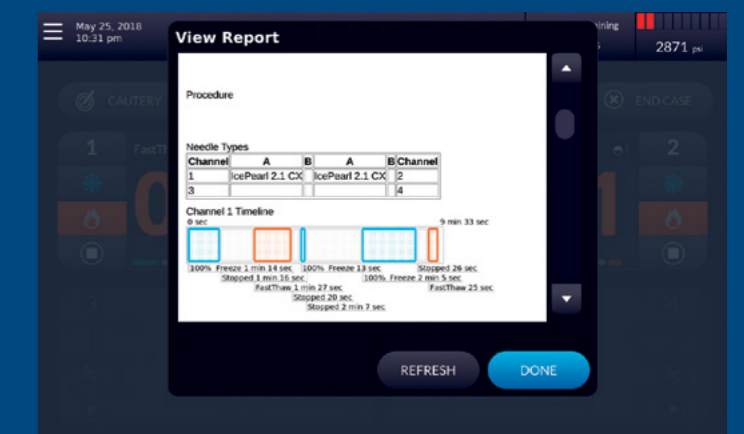 May 25, 2018
10:31 pm
2871 psi
View Report
CAUTERY
END CASE
1
2
Procedure
Needle Types
Channel A B A B Channel
1 IcePearl 2.1 CX IcePearl 2.1 CX 2
3 4
Channel 1 Timeline
0 sec 9 min 33 sec
100% Freeze 1 min 14 sec 100% Freeze 13 sec Stopped 26 sec
Stopped 1 min 16 sec 100% Freeze 2 min 5 sec
FastThaw 1 min 27 sec FastThaw 25 sec
Stopped 20 sec
Stopped 2 min 7 sec
REFRESH DONE